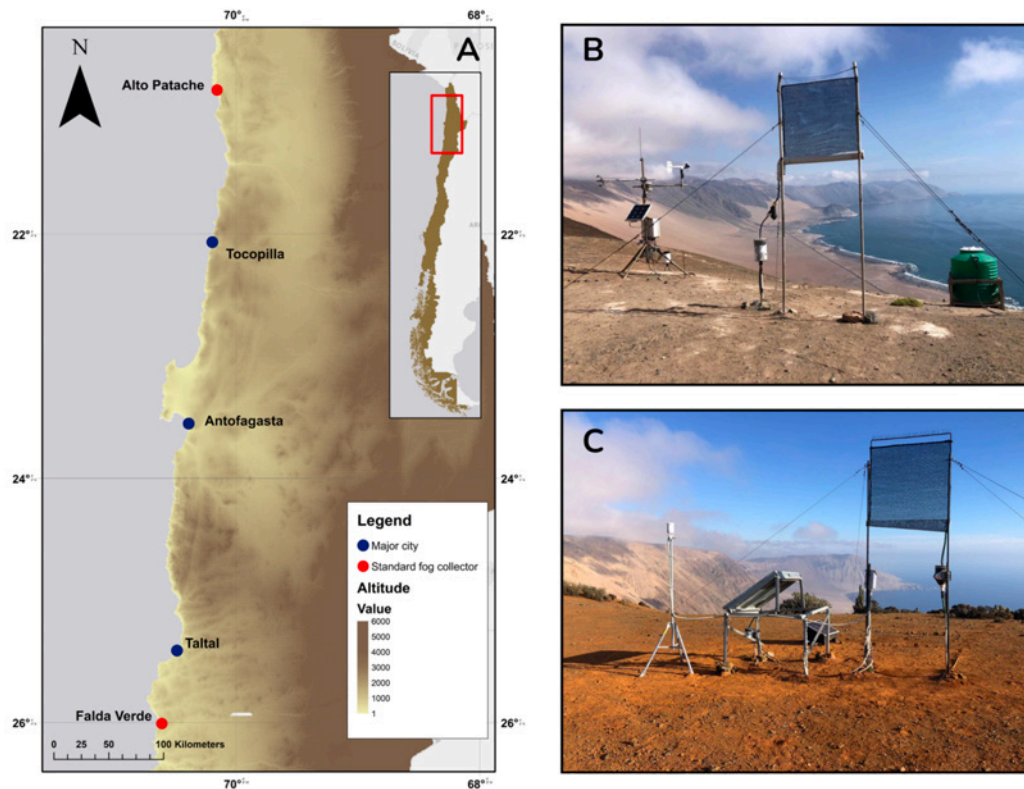 70°
68°
N
A
BOLIVIA
Alto Patache
22°
22°
Tocopilla
Antofagasta
24°
24°
Legend
Major city
Standard fog collector
Altitude
Value
6000
5000
4000
3000
2000
1000
1
Taltal
Falda Verde
26°
26°
0 25 50 100 Kilometers
70°
68°
B
C